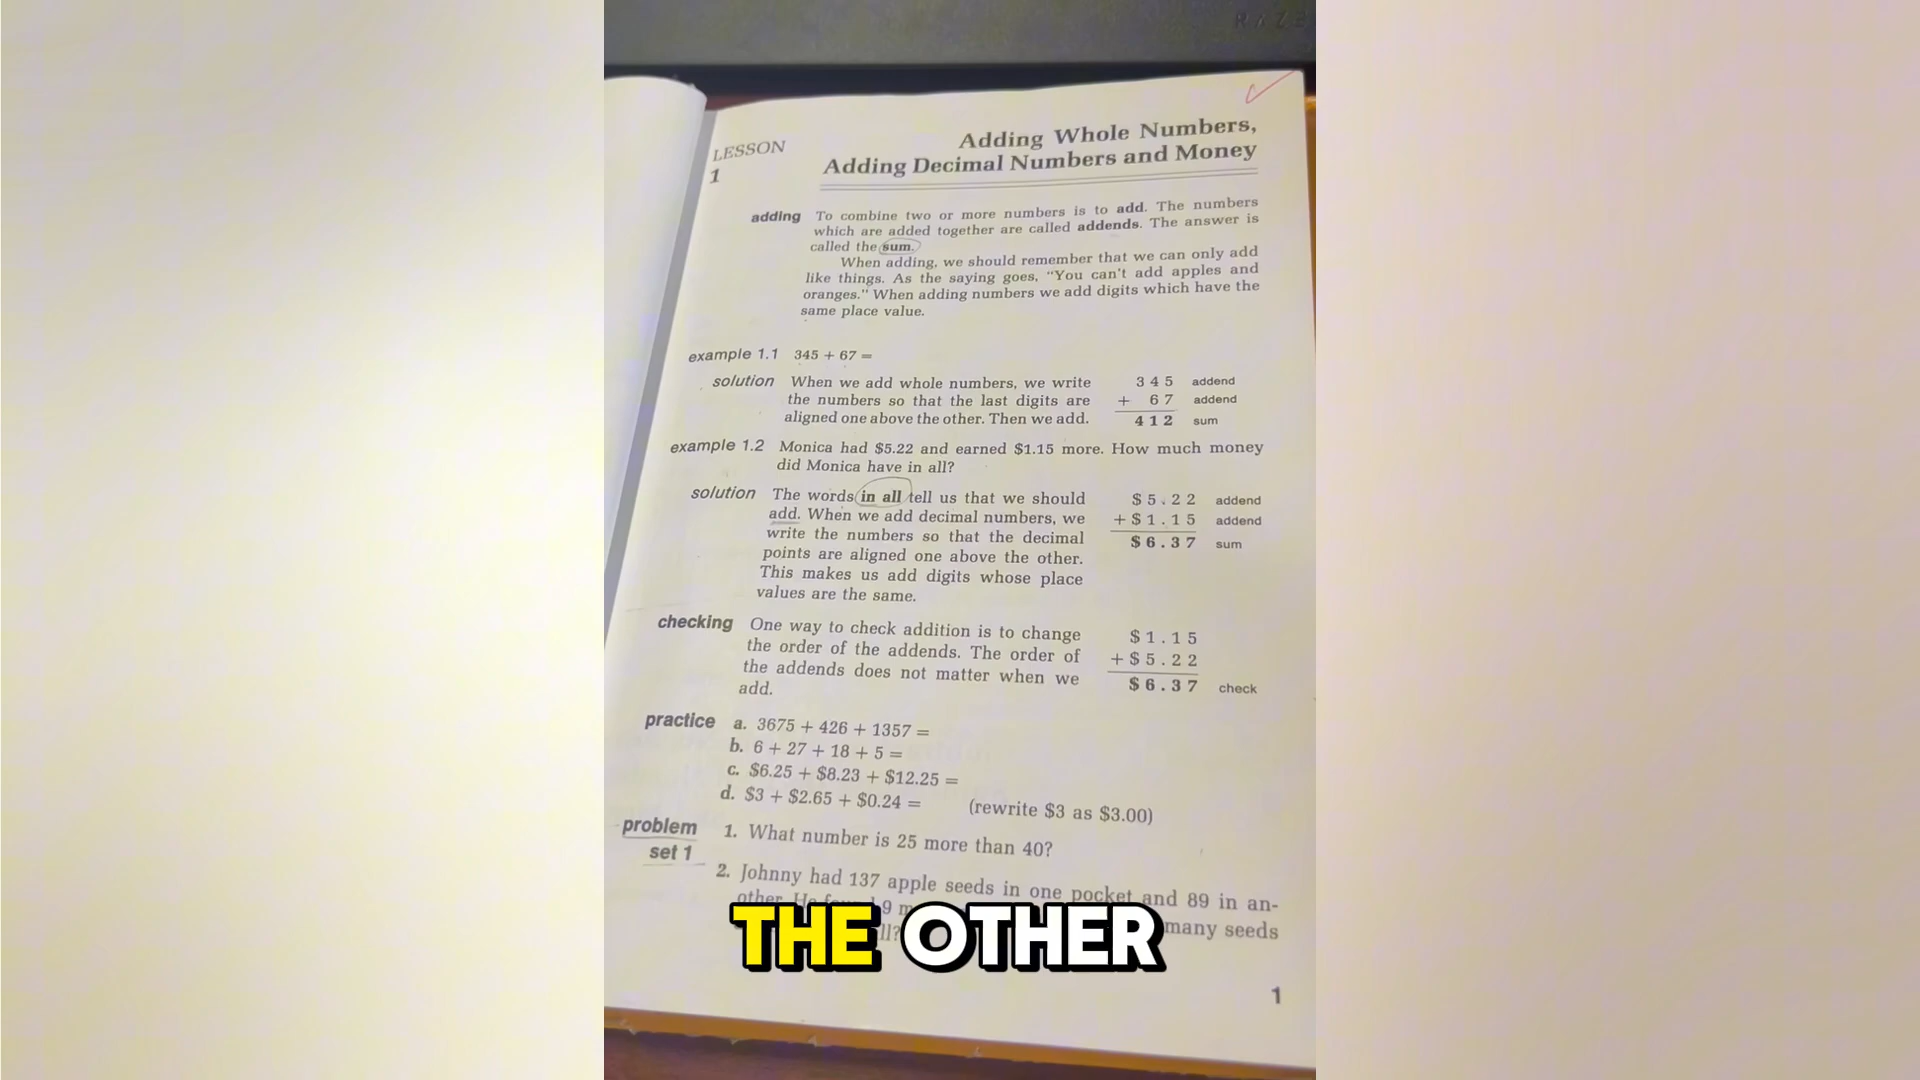 RAZE
LESSON
1
Adding Whole Numbers,
Adding Decimal Numbers and Money
adding To combine two or more numbers is to add. The numbers
which are added together are called addends. The answer is
called the sum.
When adding, we should remember that we can only add
like things. As the saying goes, "You can't add apples and
oranges." When adding numbers we add digits which have the
same place value.
example 1.1 345 + 67 =
solution When we add whole numbers, we write
the numbers so that the last digits are
aligned one above the other. Then we add.
3 4 5 addend
+ 6 7 addend
4 1 2 sum
example 1.2 Monica had $5.22 and earned $1.15 more. How much money
did Monica have in all?
solution The words in all tell us that we should
add. When we add decimal numbers, we
write the numbers so that the decimal
points are aligned one above the other.
This makes us add digits whose place
values are the same.
$ 5 . 2 2 addend
+ $ 1 . 1 5 addend
$ 6 . 3 7 sum
checking One way to check addition is to change
the order of the addends. The order of
the addends does not matter when we
add.
$ 1 . 1 5
+ $ 5 . 2 2
$ 6 . 3 7 check
practice a. 3675 + 426 + 1357 =
b. 6 + 27 + 18 + 5 =
c. $6.25 + $8.23 + $12.25 =
d. $3 + $2.65 + $0.24 = (rewrite $3 as $3.00)
problem
set 1
1. What number is 25 more than 40?
2. Johnny had 137 apple seeds in one pocket and 89 in an-
other. 9
many seeds
THE OTHER
1